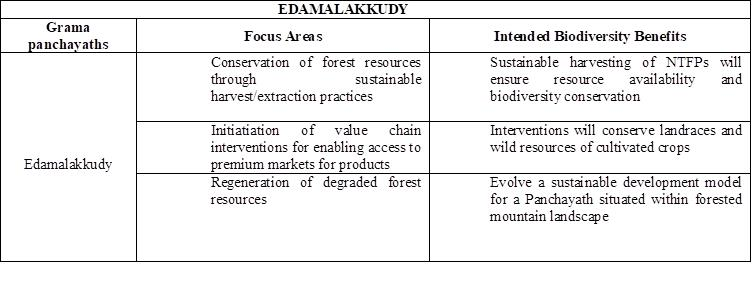 EDAMALAKKUDY
Grama
panchayaths
Focus Areas
Intended Biodiversity Benefits
Edamalakkudy
Conservation of forest resources
through sustainable
harvest/extraction practices
Sustainable harvesting of NTFPs will
ensure resource availability and
biodiversity conservation
Initiatiation of value chain
interventions for enabling access to
premium markets for products
Interventions will conserve landraces and
wild resources of cultivated crops
Regeneration of degraded forest
resources
Evolve a sustainable development model
for a Panchayath situated within forested
mountain landscape